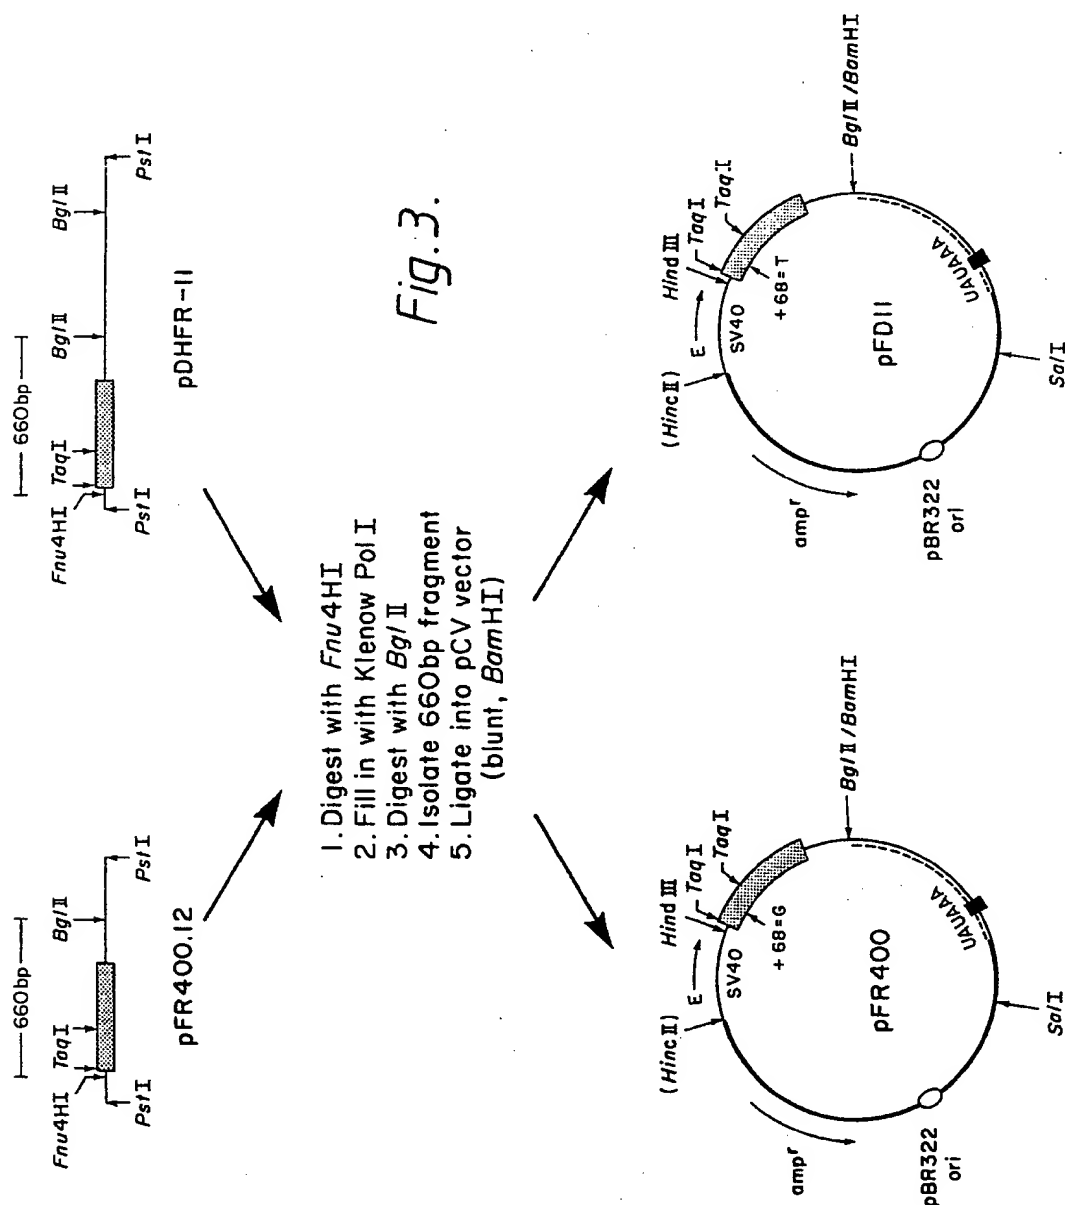 660bp
Fnu4HI
TaqI
BglII
PstI
PstI
pFR400.12
660bp
Fnu4HI
TaqI
BglII
BglII
PstI
PstI
pDHFR-11
1. Digest with Fnu4HI
2. Fill in with Klenow Pol I
3. Digest with BglII
4. Isolate 660bp fragment
5. Ligate into pCV vector
(blunt, BamHI)
Fig. 3.
(HincII)
E
SV40
HindIII
TaqI
TaqI
+68=G
BglII/BamHI
ampʳ
pFR400
UAUAAA
pBR322
ori
SalI
(HincII)
E
SV40
HindIII
TaqI
TaqI
+68=T
BglII/BamHI
ampʳ
pFD11
UAUAAA
pBR322
ori
SalI